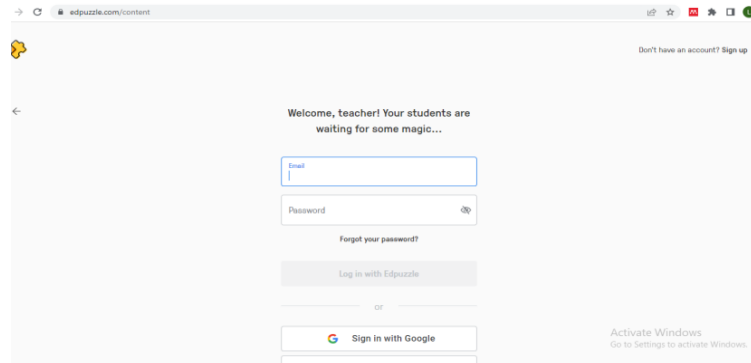 edpuzzle.com/content
Don't have an account? Sign up
Welcome, teacher! Your students are
waiting for some magic...
Email
Password
Forgot your password?
Log in with Edpuzzle
or
Sign in with Google
Activate Windows
Go to Settings to activate Windows.